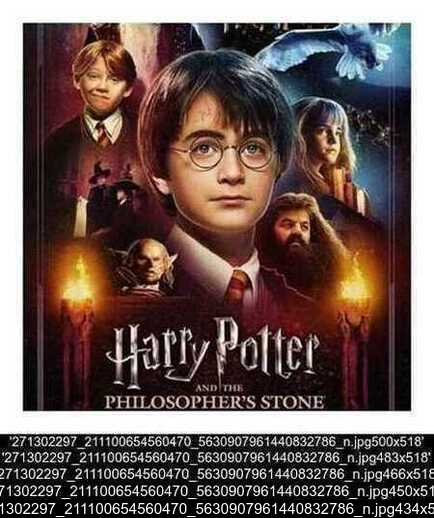 Harry Potter
AND THE
PHILOSOPHER'S STONE
'271302297_211100654560470_5630907961440832786_n.jpg500x518'
'271302297_211100654560470_5630907961440832786_n.jpg483x518'
271302297_211100654560470_5630907961440832786_n.jpg466x518
71302297_211100654560470_5630907961440832786_n.jpg450x51
1302297_211100654560470_5630907961440832786_n.jpg434x5